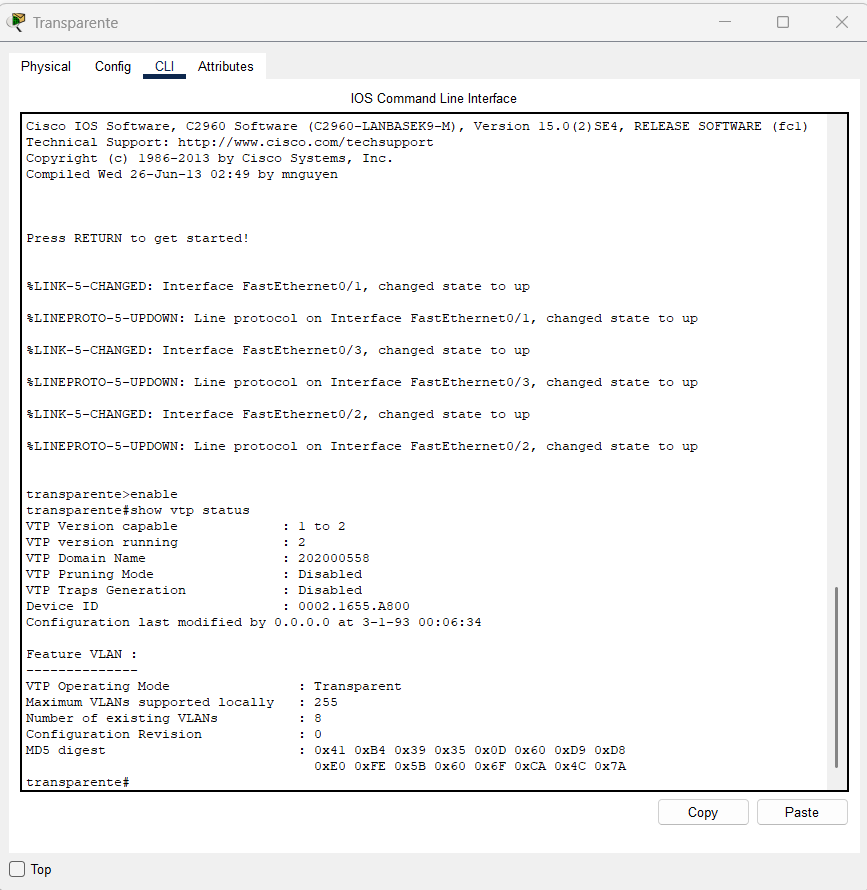 Transparente
Physical Config CLI Attributes
IOS Command Line Interface
Cisco IOS Software, C2960 Software (C2960-LANBASEK9-M), Version 15.0(2)SE4, RELEASE SOFTWARE (fc1)
Technical Support: http://www.cisco.com/techsupport
Copyright (c) 1986-2013 by Cisco Systems, Inc.
Compiled Wed 26-Jun-13 02:49 by mnguyen
Press RETURN to get started!
%LINK-5-CHANGED: Interface FastEthernet0/1, changed state to up
%LINEPROTO-5-UPDOWN: Line protocol on Interface FastEthernet0/1, changed state to up
%LINK-5-CHANGED: Interface FastEthernet0/3, changed state to up
%LINEPROTO-5-UPDOWN: Line protocol on Interface FastEthernet0/3, changed state to up
%LINK-5-CHANGED: Interface FastEthernet0/2, changed state to up
%LINEPROTO-5-UPDOWN: Line protocol on Interface FastEthernet0/2, changed state to up
transparente>enable
transparente#show vtp status
VTP Version capable : 1 to 2
VTP version running : 2
VTP Domain Name : 202000558
VTP Pruning Mode : Disabled
VTP Traps Generation : Disabled
Device ID : 0002.1655.A800
Configuration last modified by 0.0.0.0 at 3-1-93 00:06:34
Feature VLAN :
--------------
VTP Operating Mode : Transparent
Maximum VLANs supported locally : 255
Number of existing VLANs : 8
Configuration Revision : 0
MD5 digest : 0x41 0xB4 0x39 0x35 0x0D 0x60 0xD9 0xD8
0xE0 0xFE 0x5B 0x60 0x6F 0xCA 0x4C 0x7A
transparente#
Copy Paste
Top